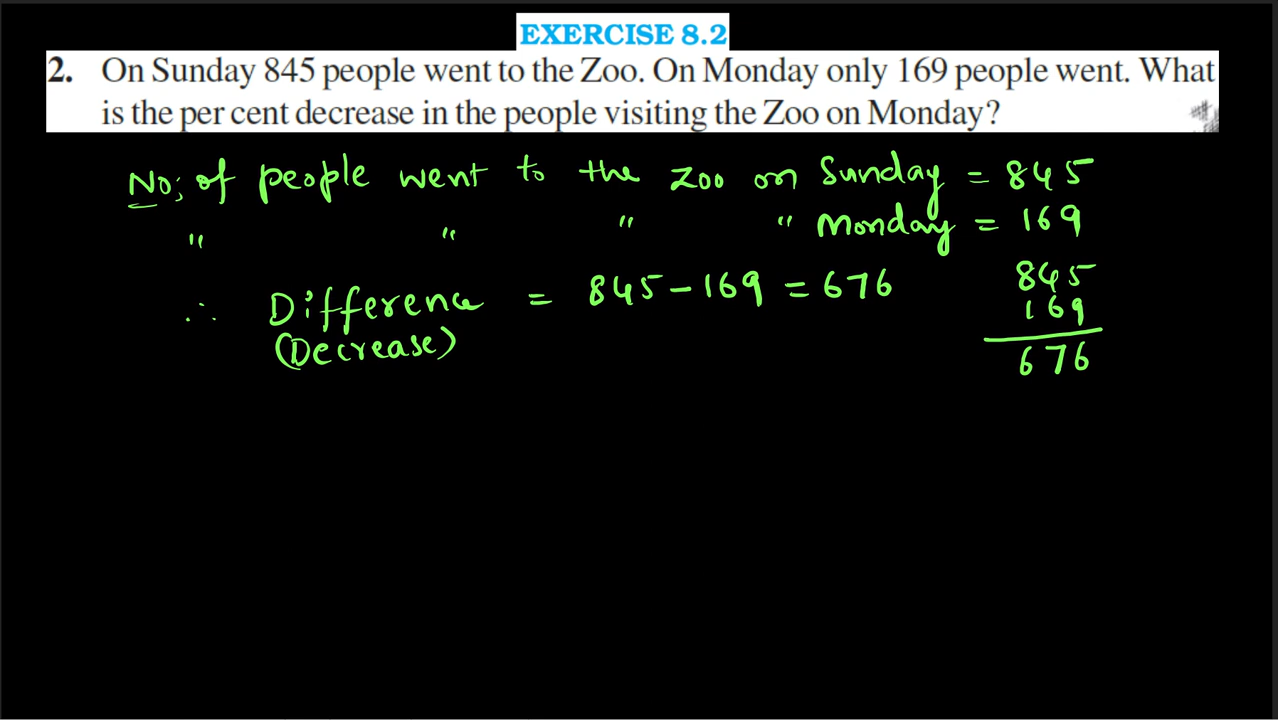 EXERCISE 8.2
2. On Sunday 845 people went to the Zoo. On Monday only 169 people went. What
is the per cent decrease in the people visiting the Zoo on Monday?
No; of people went to the zoo on Sunday = 845
" " " " Monday = 169
∴ Difference = 845 - 169 = 676
(Decrease)
845
169
676